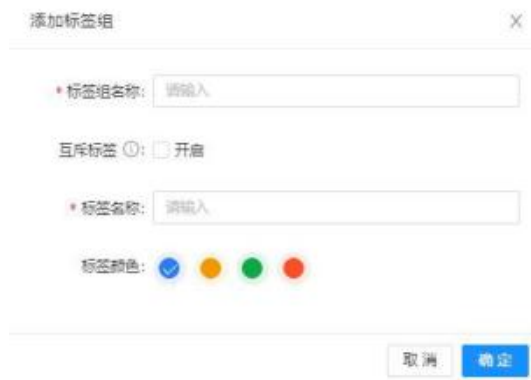 添加标签组
* 标签组名称: 请输入
互斥标签 ①: 开启
* 标签名称: 请输入
标签颜色:
取消 确定